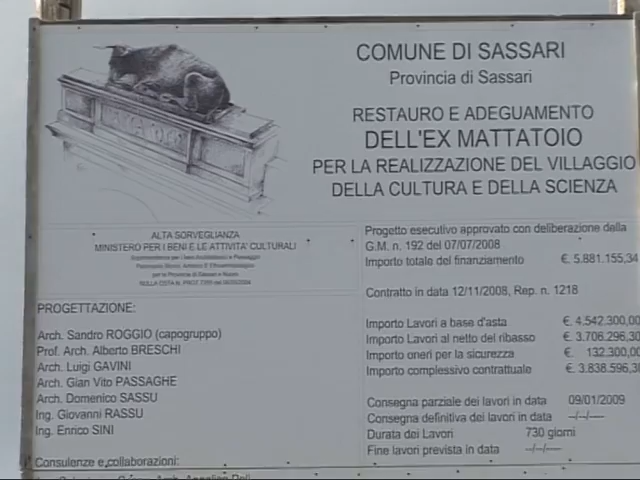 COMUNE DI SASSARI
Provincia di Sassari
RESTAURO E ADEGUAMENTO
DELL'EX MATTATOIO
PER LA REALIZZAZIONE DEL VILLAGGIO
DELLA CULTURA E DELLA SCIENZA
ALTA SORVEGLIANZA
MINISTERO PER I BENI E LE ATTIVITA' CULTURALI
Soprintendenza per i beni Architettonici e Paesaggio
per le Province di Sassari e Nuoro
PROGETTAZIONE:
Arch. Sandro ROGGIO (capogruppo)
Prof. Arch. Alberto BRESCHI
Arch. Luigi GAVINI
Arch. Gian Vito PASSAGHE
Arch. Domenico SASSU
Ing. Giovanni RASSU
Ing. Enrico SINI
Consulenze e collaborazioni:
Progetto esecutivo approvato con deliberazione della
G.M. n. 192 del 07/07/2008
Importo totale del finanziamento €. 5.881.155,34
Contratto in data 12/11/2008, Rep. n. 1218
Importo Lavori a base d'asta €. 4.542.300,00
Importo Lavori al netto del ribasso €. 3.706.296,30
Importo oneri per la sicurezza €. 132.300,00
Importo complessivo contrattuale €. 3.838.596,30
Consegna parziale dei lavori in data 09/01/2009
Consegna definitiva dei lavori in data --/--/----
Durata dei Lavori 730 giorni
Fine lavori prevista in data --/--/----